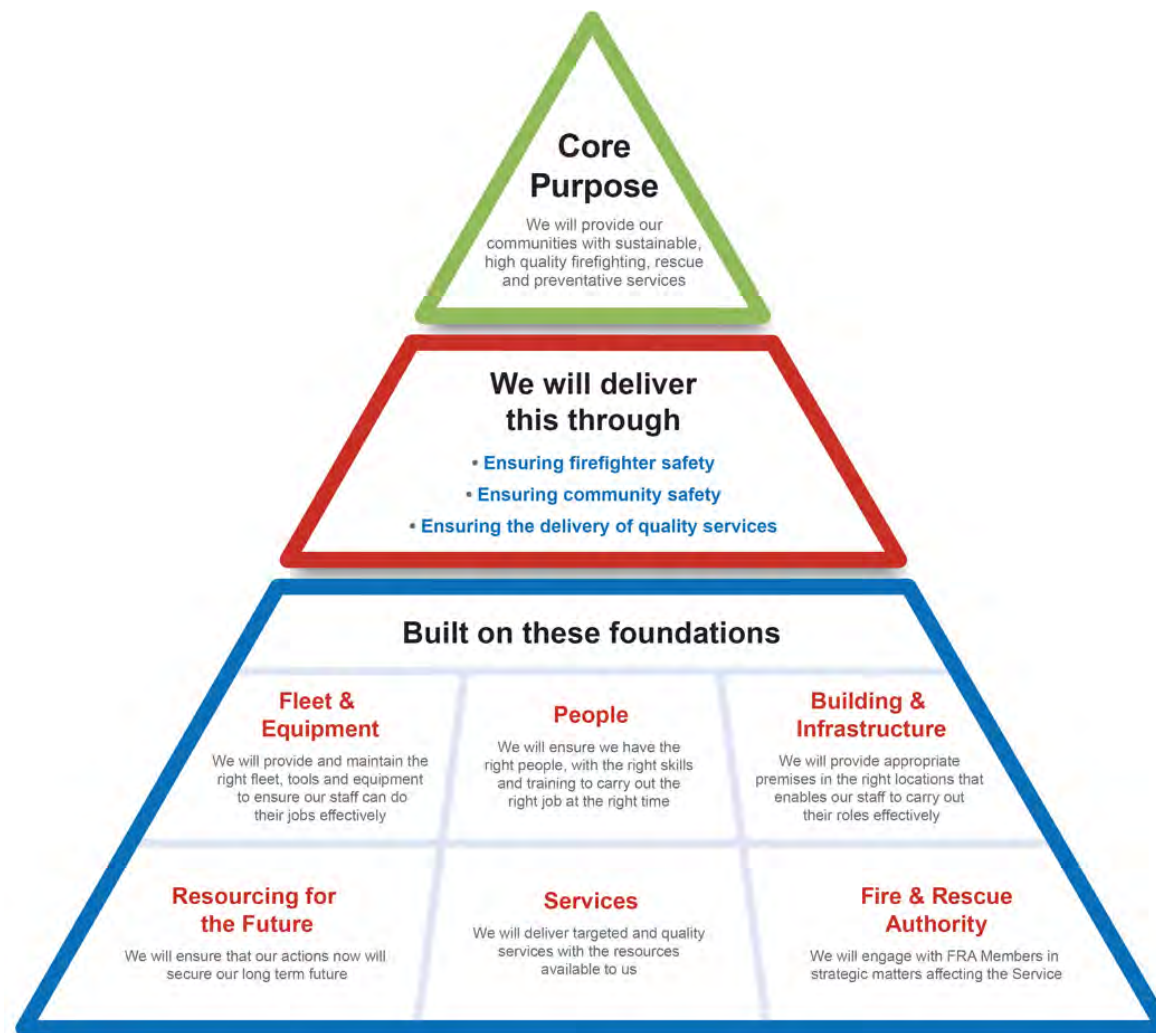 Core
Purpose
We will provide our
communities with sustainable,
high quality firefighting, rescue
and preventative services
We will deliver
this through
• Ensuring firefighter safety
• Ensuring community safety
• Ensuring the delivery of quality services
Built on these foundations
Fleet &
Equipment
We will provide and maintain the
right fleet, tools and equipment
to ensure our staff can do
their jobs effectively
People
We will ensure we have the
right people, with the right skills
and training to carry out the
right job at the right time
Building &
Infrastructure
We will provide appropriate
premises in the right locations that
enables our staff to carry out
their roles effectively
Resourcing for
the Future
We will ensure that our actions now will
secure our long term future
Services
We will deliver targeted and quality
services with the resources
available to us
Fire & Rescue
Authority
We will engage with FRA Members in
strategic matters affecting the Service